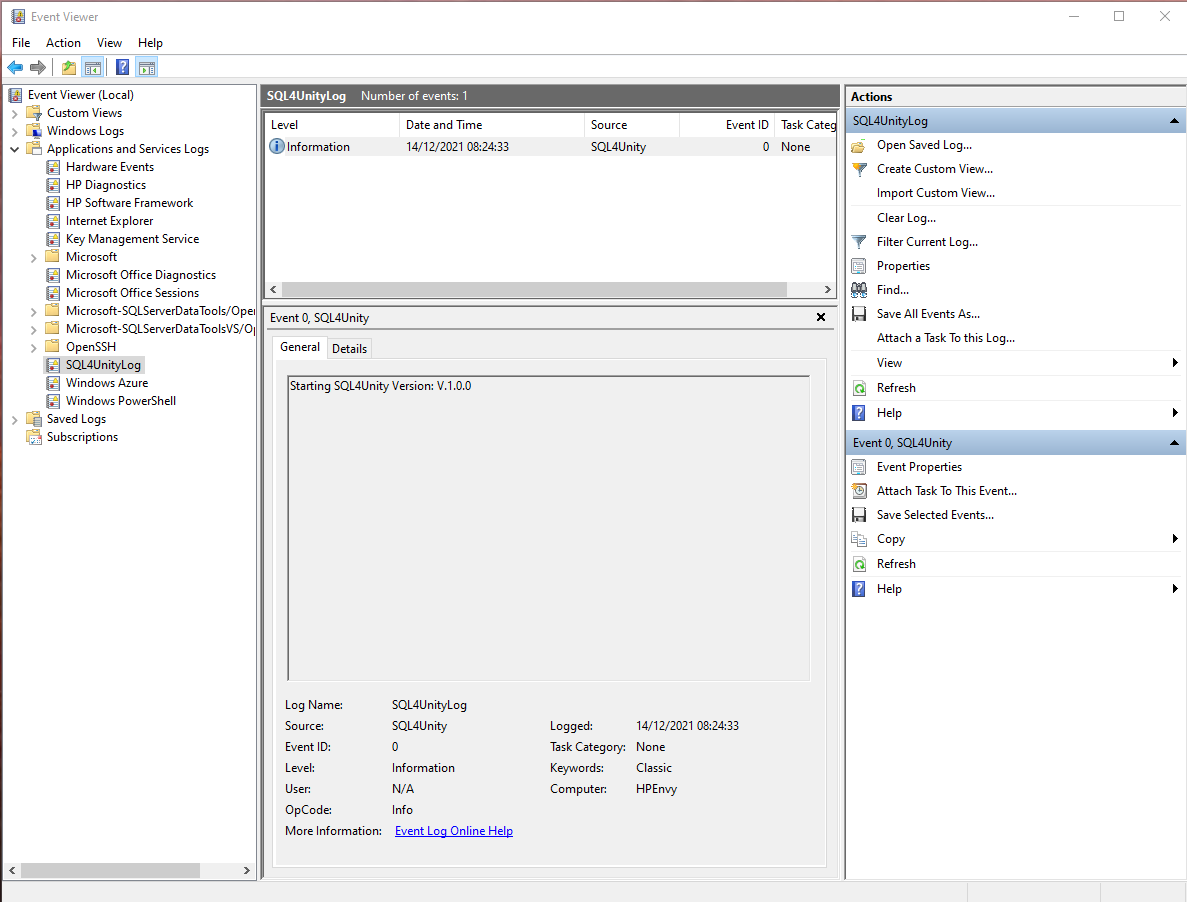 Event Viewer
File Action View Help
Event Viewer (Local)
Custom Views
Windows Logs
Applications and Services Logs
Hardware Events
HP Diagnostics
HP Software Framework
Internet Explorer
Key Management Service
Microsoft
Microsoft Office Diagnostics
Microsoft Office Sessions
Microsoft-SQLServerDataTools/Oper
Microsoft-SQLServerDataToolsVS/Op
OpenSSH
SQL4UnityLog
Windows Azure
Windows PowerShell
Saved Logs
Subscriptions
SQL4UnityLog Number of events: 1
Level Date and Time Source Event ID Task Categ
Information 14/12/2021 08:24:33 SQL4Unity 0 None
Event 0, SQL4Unity
General Details
Starting SQL4Unity Version: V.1.0.0
Log Name: SQL4UnityLog
Source: SQL4Unity Logged: 14/12/2021 08:24:33
Event ID: 0 Task Category: None
Level: Information Keywords: Classic
User: N/A Computer: HPEnvy
OpCode: Info
More Information: Event Log Online Help
Actions
SQL4UnityLog
Open Saved Log...
Create Custom View...
Import Custom View...
Clear Log...
Filter Current Log...
Properties
Find...
Save All Events As...
Attach a Task To this Log...
View
Refresh
Help
Event 0, SQL4Unity
Event Properties
Attach Task To This Event...
Save Selected Events...
Copy
Refresh
Help